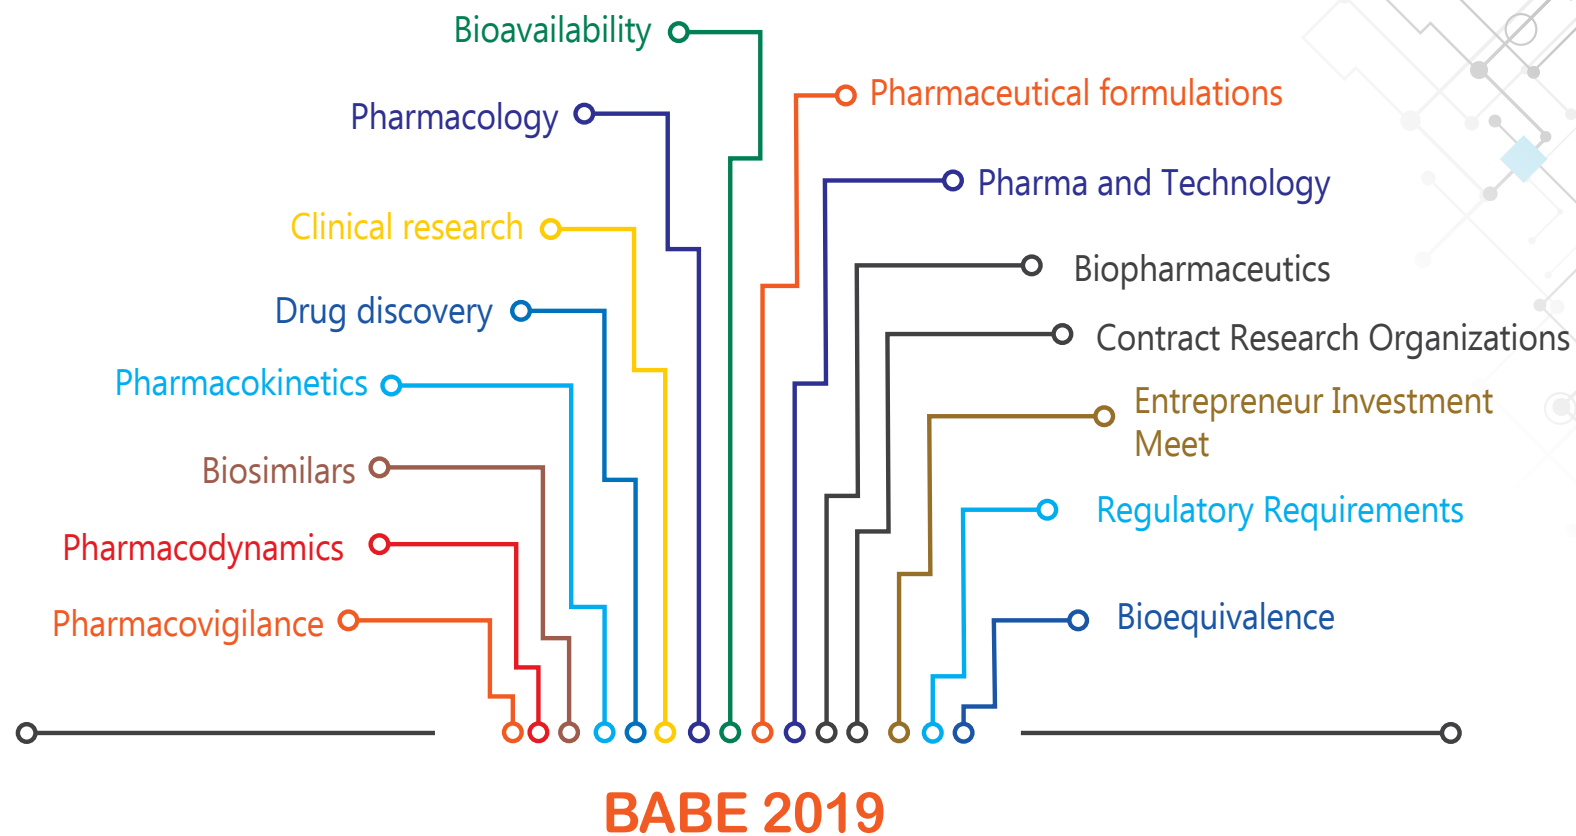 Bioavailability
Pharmaceutical formulations
Pharmacology
Pharma and Technology
Clinical research
Biopharmaceutics
Drug discovery
Contract Research Organizations
Pharmacokinetics
Entrepreneur Investment
Meet
Biosimilars
Regulatory Requirements
Pharmacodynamics
Pharmacovigilance
Bioequivalence
BABE 2019